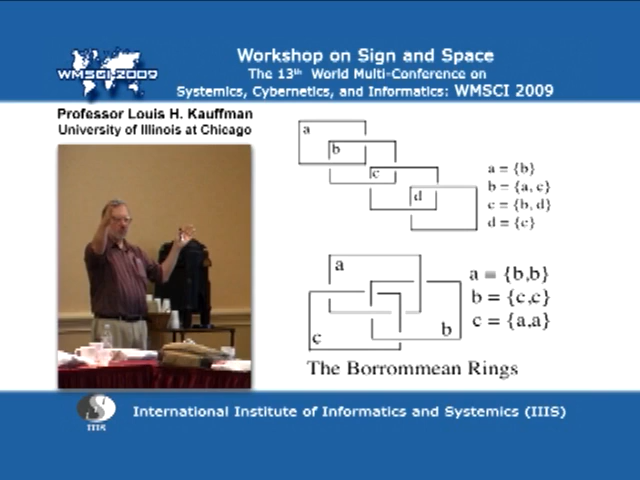 WMSCI 2009
Workshop on Sign and Space
The 13th World Multi-Conference on
Systemics, Cybernetics, and Informatics: WMSCI 2009
Professor Louis H. Kauffman
University of Illinois at Chicago
a
b
c
d
a = {b}
b = {a, c}
c = {b, d}
d = {c}
a
c
b
a = {b,b}
b = {c,c}
c = {a,a}
The Borrommean Rings
IIIS
International Institute of Informatics and Systemics (IIIS)